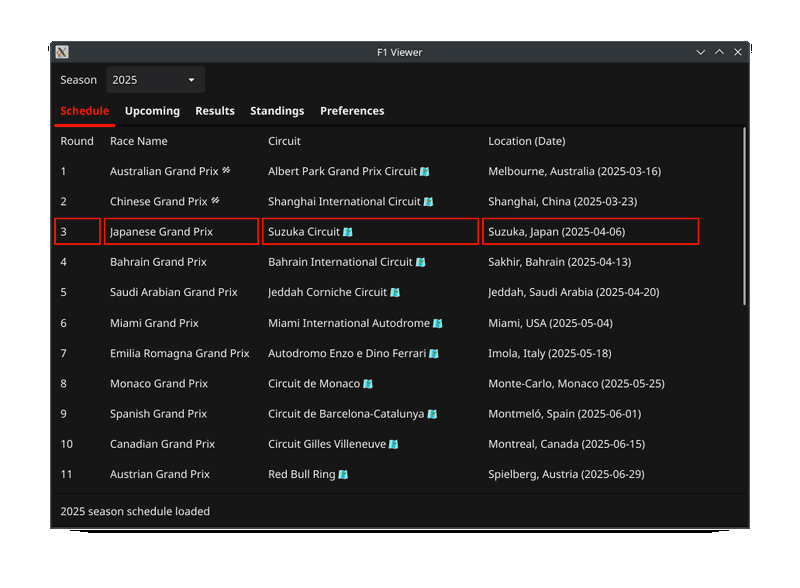 F1 Viewer
Season 2025
Schedule Upcoming Results Standings Preferences
Round Race Name Circuit Location (Date)
1 Australian Grand Prix Albert Park Grand Prix Circuit Melbourne, Australia (2025-03-16)
2 Chinese Grand Prix Shanghai International Circuit Shanghai, China (2025-03-23)
3 Japanese Grand Prix Suzuka Circuit Suzuka, Japan (2025-04-06)
4 Bahrain Grand Prix Bahrain International Circuit Sakhir, Bahrain (2025-04-13)
5 Saudi Arabian Grand Prix Jeddah Corniche Circuit Jeddah, Saudi Arabia (2025-04-20)
6 Miami Grand Prix Miami International Autodrome Miami, USA (2025-05-04)
7 Emilia Romagna Grand Prix Autodromo Enzo e Dino Ferrari Imola, Italy (2025-05-18)
8 Monaco Grand Prix Circuit de Monaco Monte-Carlo, Monaco (2025-05-25)
9 Spanish Grand Prix Circuit de Barcelona-Catalunya Montmeló, Spain (2025-06-01)
10 Canadian Grand Prix Circuit Gilles Villeneuve Montreal, Canada (2025-06-15)
11 Austrian Grand Prix Red Bull Ring Spielberg, Austria (2025-06-29)
2025 season schedule loaded